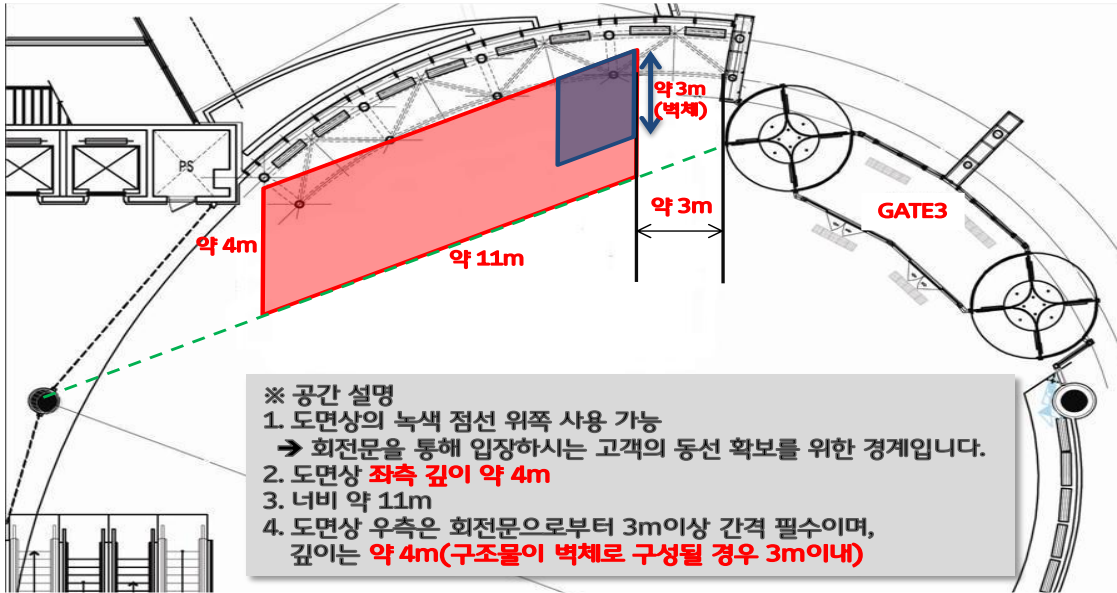 PS
약 3m
(벽체)
약 3m
GATE3
약 4m
약 11m
※ 공간 설명
1. 도면상의 녹색 점선 위쪽 사용 가능
➔ 회전문을 통해 입장하시는 고객의 동선 확보를 위한 경계입니다.
2. 도면상 좌측 깊이 약 4m
3. 너비 약 11m
4. 도면상 우측은 회전문으로부터 3m이상 간격 필수이며,
깊이는 약 4m(구조물이 벽체로 구성될 경우 3m이내)